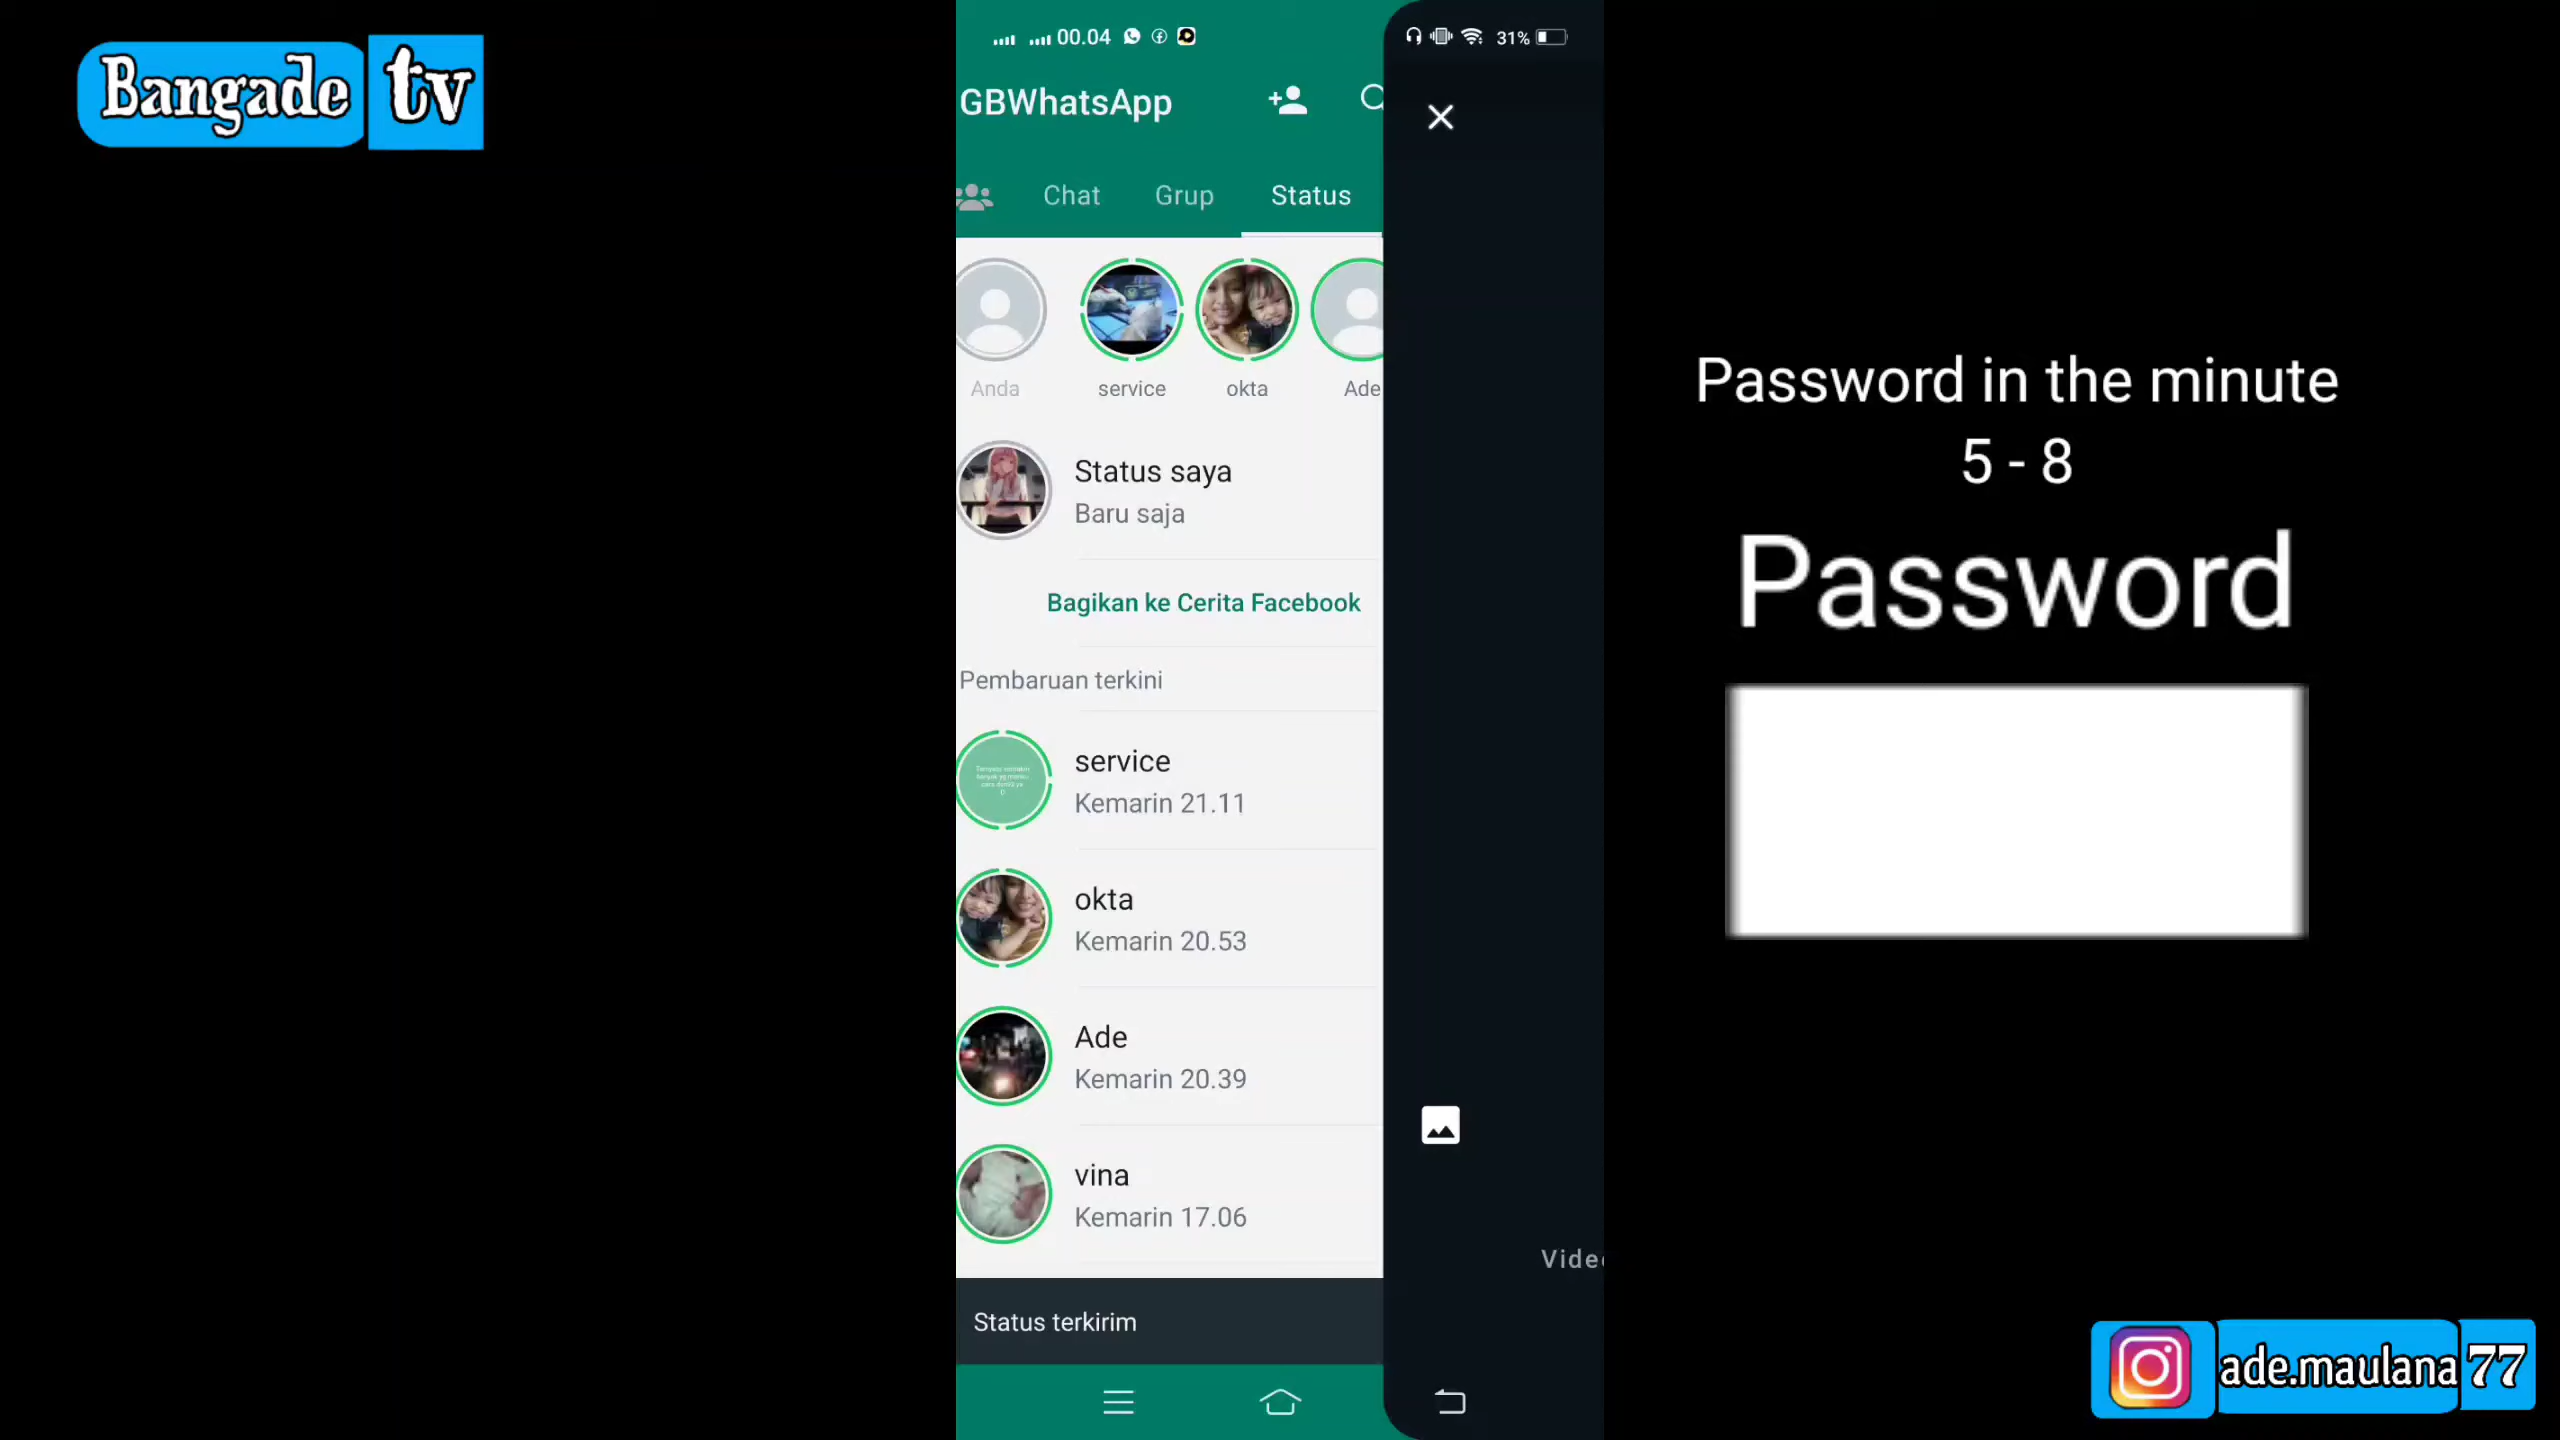 Bangade tv
00.04
31%
GBWhatsApp
Chat Grup Status
Anda service okta Ade
Status saya
Baru saja
Bagikan ke Cerita Facebook
Pembaruan terkini
service
Kemarin 21.11
okta
Kemarin 20.53
Ade
Kemarin 20.39
vina
Kemarin 17.06
Status terkirim
Password in the minute
5 - 8
Password
ade.maulana 77